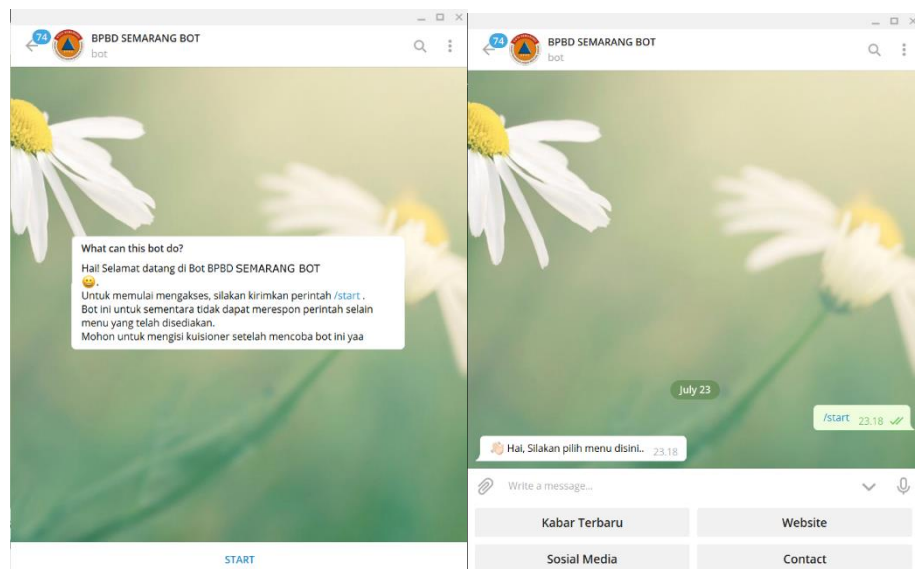 74
BPBD SEMARANG BOT
bot
What can this bot do?
Hai! Selamat datang di Bot BPBD SEMARANG BOT
😀.
Untuk memulai mengakses, silakan kirimkan perintah /start .
Bot ini untuk sementara tidak dapat merespon perintah selain
menu yang telah disediakan.
Mohon untuk mengisi kuisioner setelah mencoba bot ini yaa
START
74
BPBD SEMARANG BOT
bot
July 23
/start 23.18
👋🏻 Hai, Silakan pilih menu disini.. 23.18
Write a message...
Kabar Terbaru
Website
Sosial Media
Contact